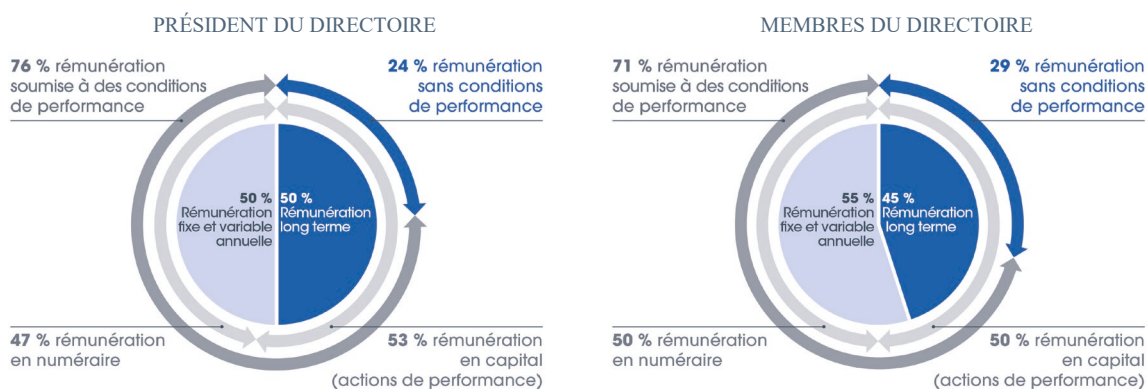 PRÉSIDENT DU DIRECTOIRE
76 % rémunération
soumise à des conditions
de performance
24 % rémunération
sans conditions
de performance
50 %
Rémunération
fixe et variable
annuelle
50 %
Rémunération
long terme
47 % rémunération
en numéraire
53 % rémunération
en capital
(actions de performance)
MEMBRES DU DIRECTOIRE
71 % rémunération
soumise à des conditions
de performance
29 % rémunération
sans conditions
de performance
55 %
Rémunération
fixe et variable
annuelle
45 %
Rémunération
long terme
50 % rémunération
en numéraire
50 % rémunération
en capital
(actions de performance)